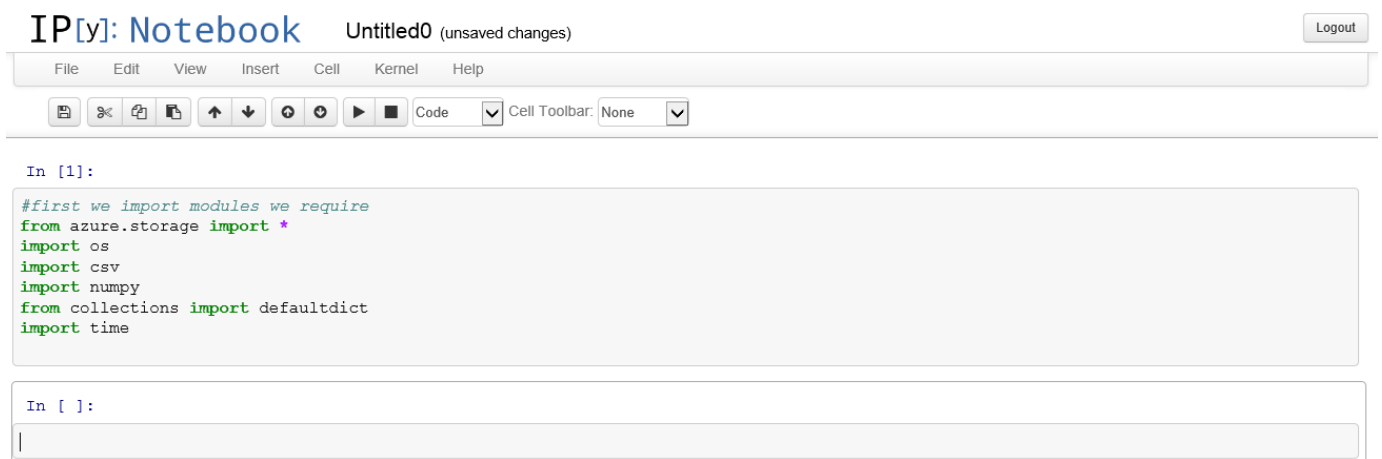 IP[y]: Notebook Untitled0 (unsaved changes) Logout
File Edit View Insert Cell Kernel Help
Code Cell Toolbar: None
In [1]:
#first we import modules we require
from azure.storage import *
import os
import csv
import numpy
from collections import defaultdict
import time
In [ ]: